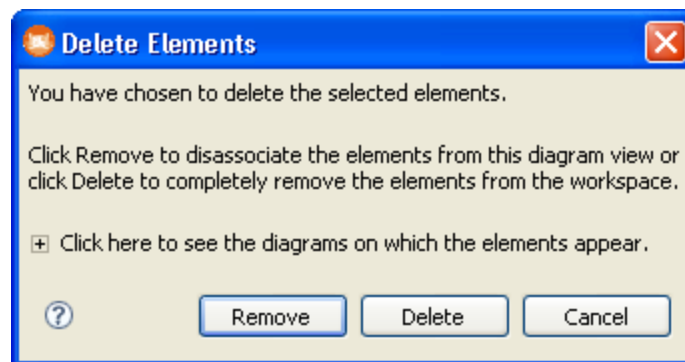 Delete Elements
You have chosen to delete the selected elements.
Click Remove to disassociate the elements from this diagram view or
click Delete to completely remove the elements from the workspace.
Click here to see the diagrams on which the elements appear.
Remove Delete Cancel